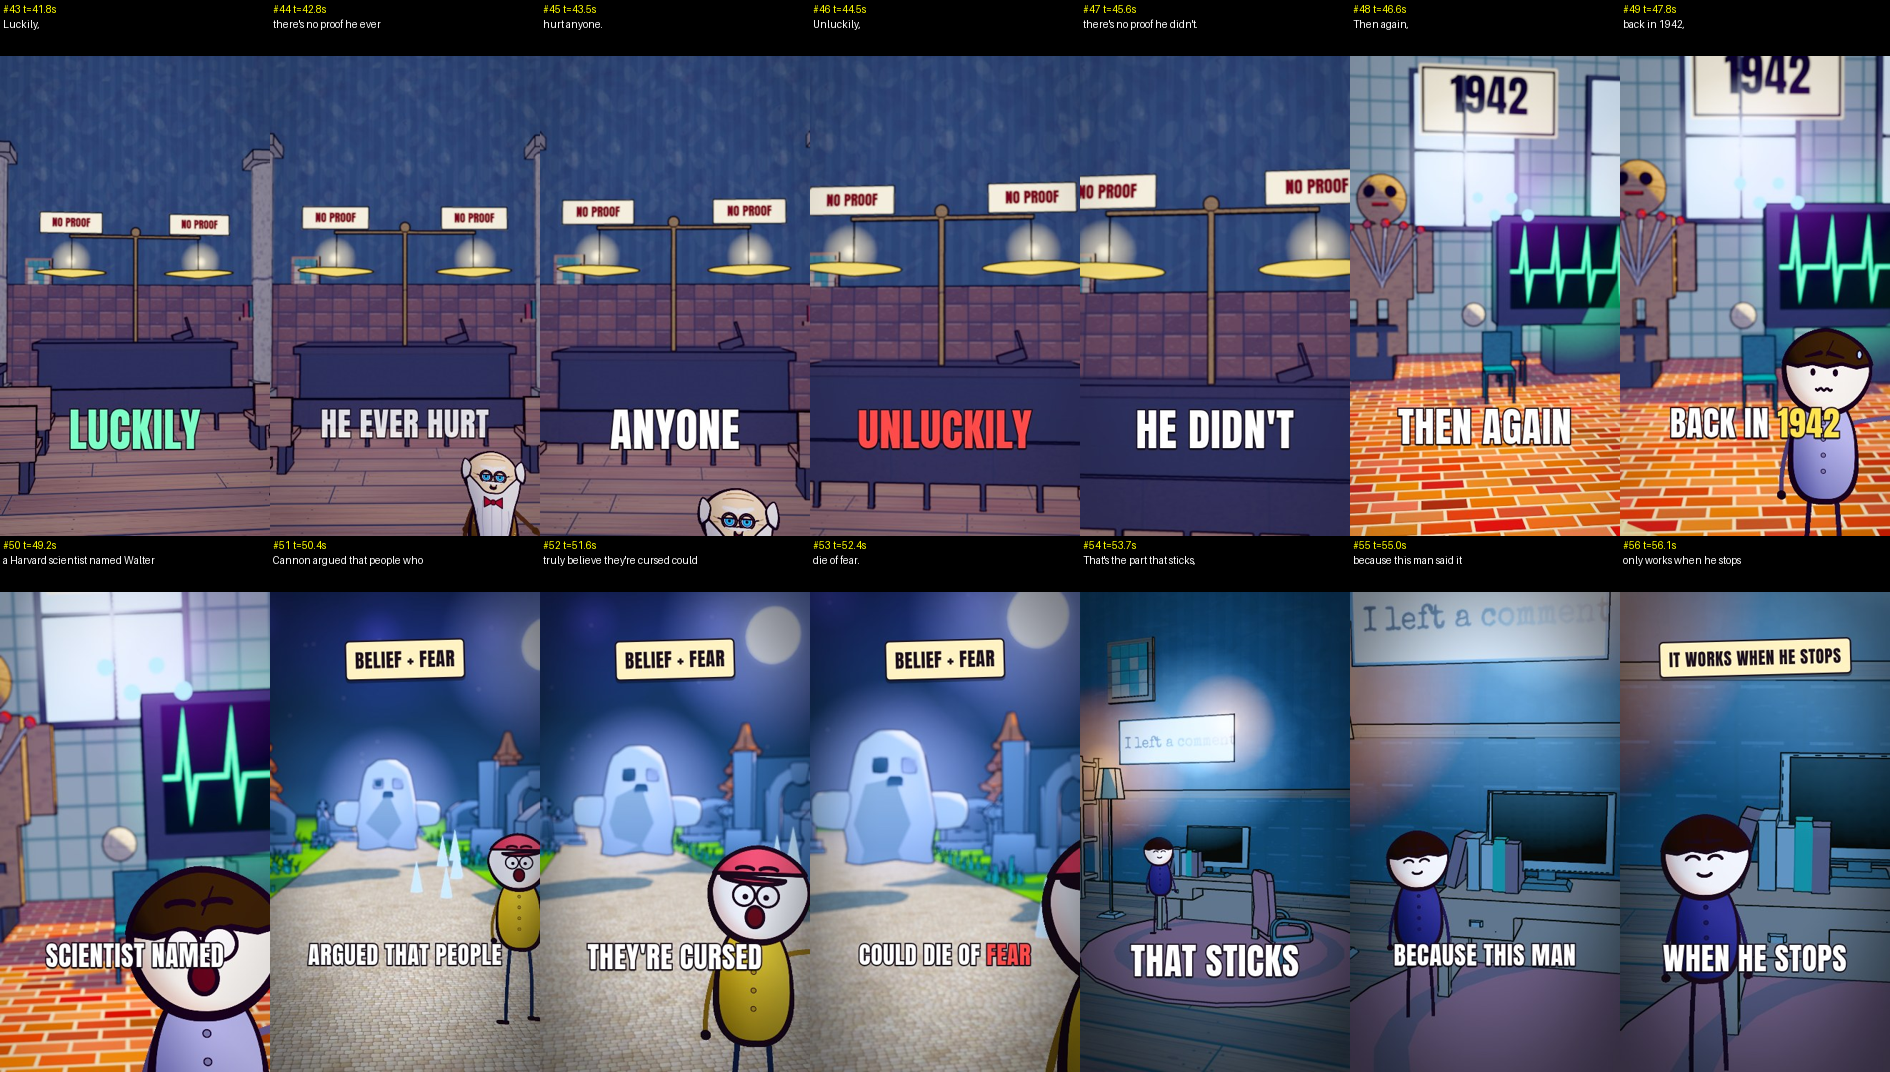 #43 t=41.8s
Luckily,
#44 t=42.8s
there's no proof he ever
#45 t=43.5s
hurt anyone.
#46 t=44.5s
Unluckily,
#47 t=45.6s
there's no proof he didn't.
#48 t=46.6s
Then again,
#49 t=47.8s
back in 1942,
NO PROOF
NO PROOF
LUCKILY
NO PROOF
NO PROOF
HE EVER HURT
NO PROOF
NO PROOF
ANYONE
NO PROOF
NO PROOF
UNLUCKILY
NO PROOF
NO PROOF
HE DIDN'T
1942
THEN AGAIN
1942
BACK IN 1942
#50 t=49.2s
a Harvard scientist named Walter
#51 t=50.4s
Cannon argued that people who
#52 t=51.6s
truly believe they're cursed could
#53 t=52.4s
die of fear.
#54 t=53.7s
That's the part that sticks,
#55 t=55.0s
because this man said it
#56 t=56.1s
only works when he stops
SCIENTIST NAMED
BELIEF + FEAR
ARGUED THAT PEOPLE
BELIEF + FEAR
THEY'RE CURSED
BELIEF + FEAR
COULD DIE OF FEAR
I left a comment
THAT STICKS
I left a comment
BECAUSE THIS MAN
IT WORKS WHEN HE STOPS
WHEN HE STOPS